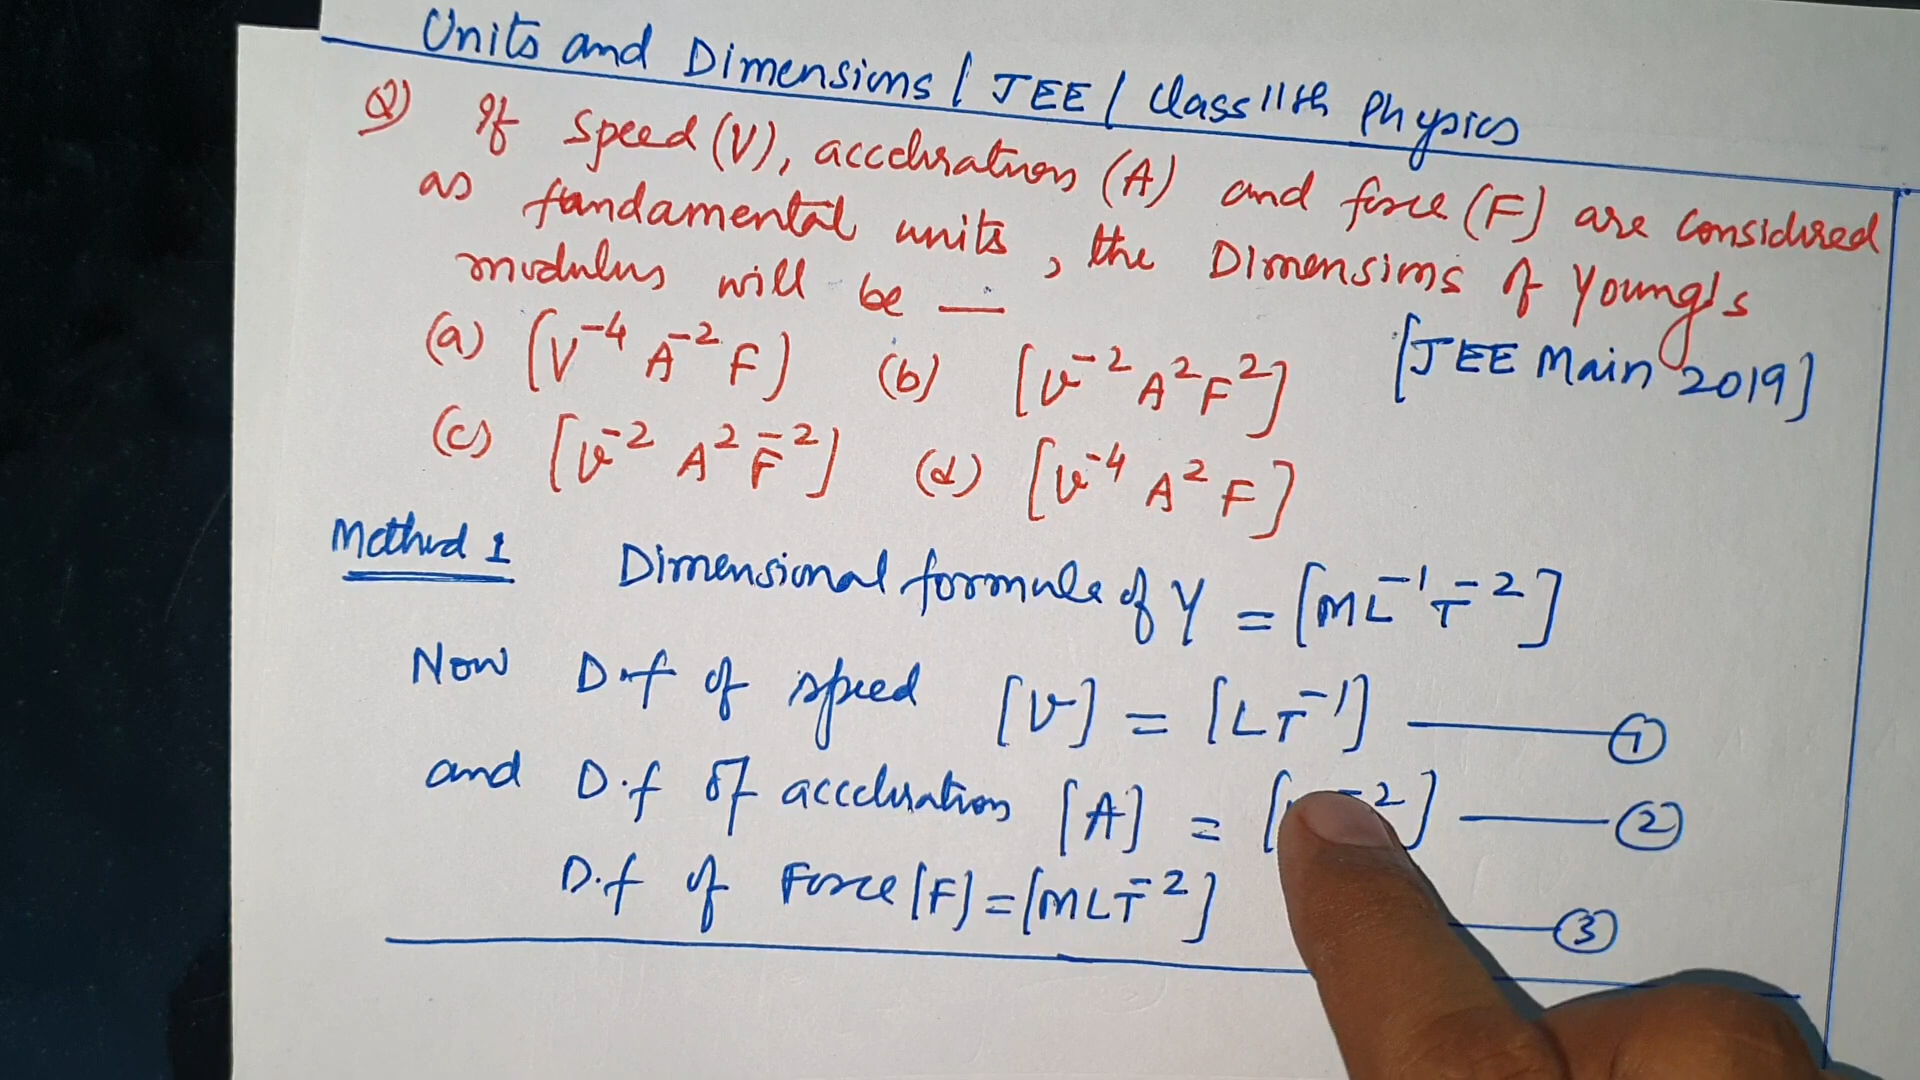 Units and Dimensions / JEE / Class 11th Physics
Q) If speed (V), acceleration (A) and force (F) are considered
as fundamental units, the Dimensions of Young's
modulus will be —
(a) [V⁻⁴ A⁻² F] (b) [v⁻² A² F²] [JEE Main 2019]
(c) [v⁻² A² F⁻²] (d) [v⁻⁴ A² F]
Method 1 Dimensional formula of Y = [ML⁻¹T⁻²]
Now D.f of speed [v] = [LT⁻¹] — ①
and D.f of acceleration [A] = [ ⁻²] — ②
D.f of Force [F] = [MLT⁻²] — ③